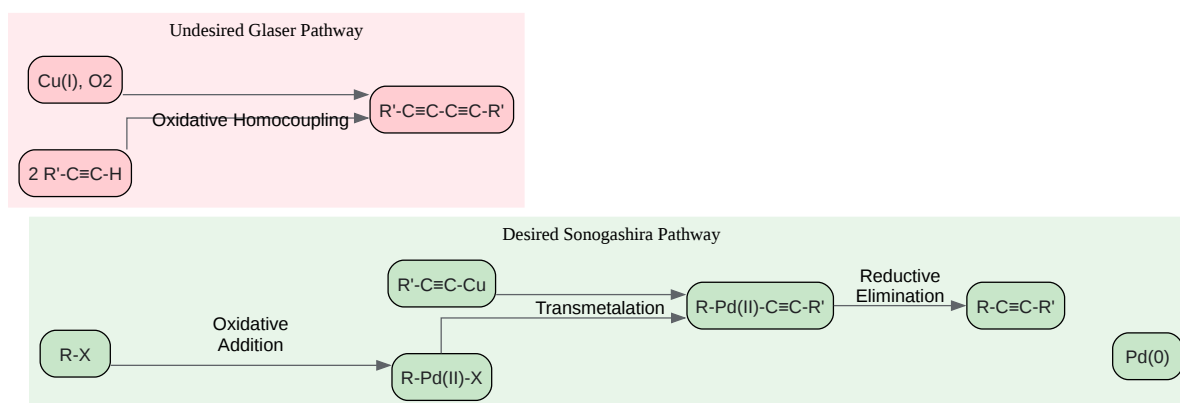 Undesired Glaser Pathway
Cu(I), O2
R'-C≡C-C≡C-R'
Oxidative Homocoupling
2 R'-C≡C-H
Desired Sonogashira Pathway
R'-C≡C-Cu
Reductive
Elimination
R-Pd(II)-C≡C-R'
R-C≡C-R'
Transmetalation
Oxidative
Addition
R-X
Pd(0)
R-Pd(II)-X